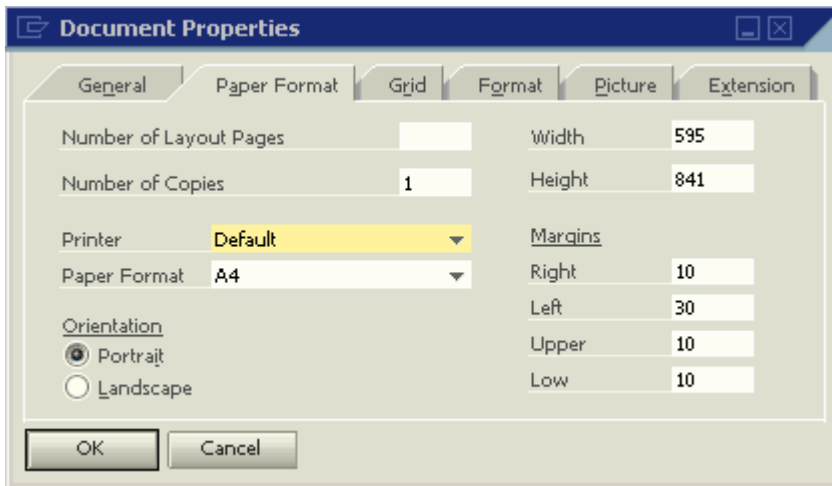 Document Properties
General Paper Format Grid Format Picture Extension
Number of Layout Pages
Number of Copies 1
Printer Default
Paper Format A4
Orientation
Portrait
Landscape
Width 595
Height 841
Margins
Right 10
Left 30
Upper 10
Low 10
OK Cancel